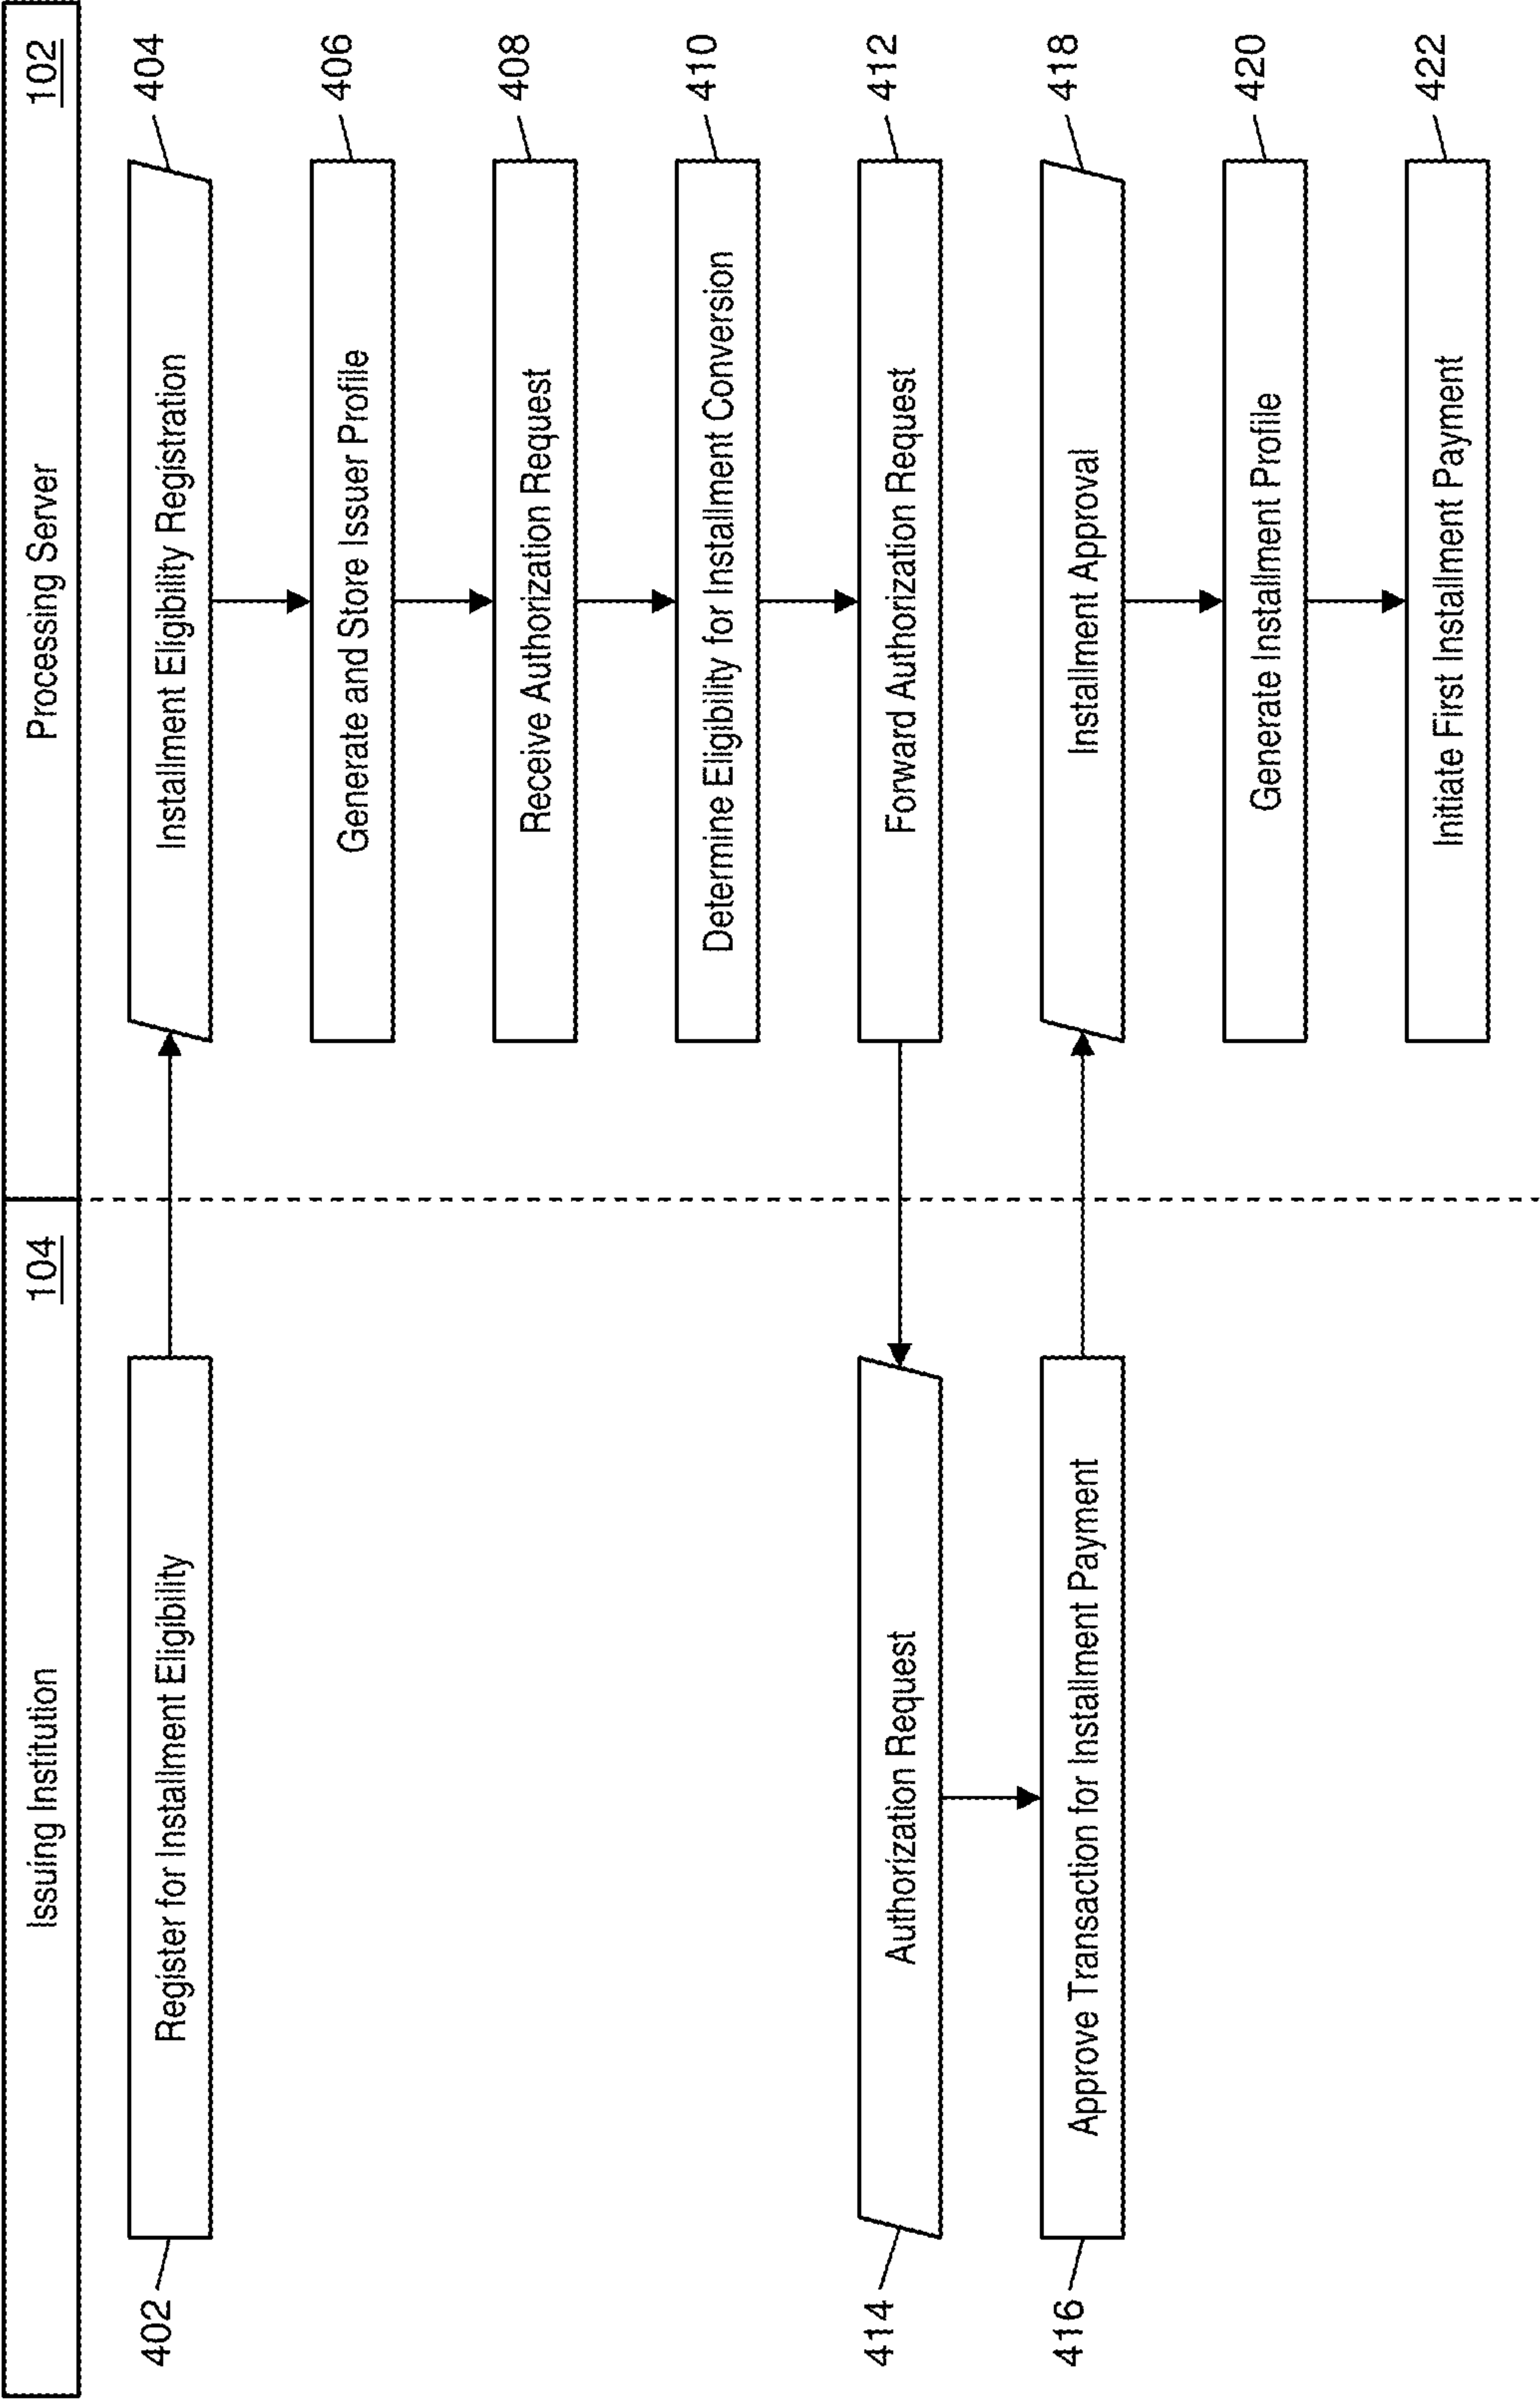 Issuing Institution
104
Processing Server
102
402
Register for Installment Eligibility
Installment Eligibility Registration
404
Generate and Store Issuer Profile
406
Receive Authorization Request
408
Determine Eligibility for Installment Conversion
410
Forward Authorization Request
412
414
Authorization Request
416
Approve Transaction for Installment Payment
Installment Approval
418
Generate Installment Profile
420
Initiate First Installment Payment
422